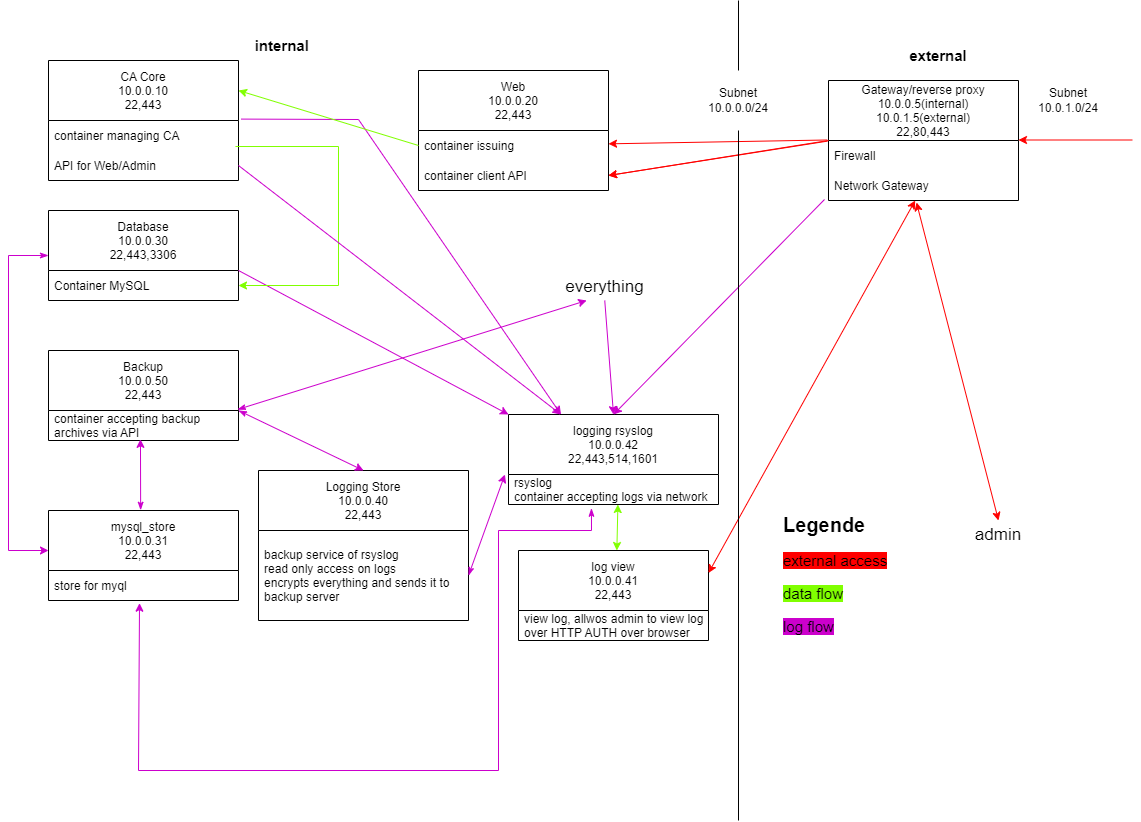 internal
external
CA Core
10.0.0.10
22,443
container managing CA
API for Web/Admin
Web
10.0.0.20
22,443
container issuing
container client API
Subnet
10.0.0.0/24
Gateway/reverse proxy
10.0.0.5(internal)
10.0.1.5(external)
22,80,443
Firewall
Network Gateway
Subnet
10.0.1.0/24
Database
10.0.0.30
22,443,3306
Container MySQL
everything
Backup
10.0.0.50
22,443
container accepting backup
archives via API
logging rsyslog
10.0.0.42
22,443,514,1601
rsyslog
container accepting logs via network
Logging Store
10.0.0.40
22,443
backup service of rsyslog
read only access on logs
encrypts everything and sends it to
backup server
mysql_store
10.0.0.31
22,443
store for myql
log view
10.0.0.41
22,443
view log, allwos admin to view log
over HTTP AUTH over browser
admin
Legende
external access
data flow
log flow